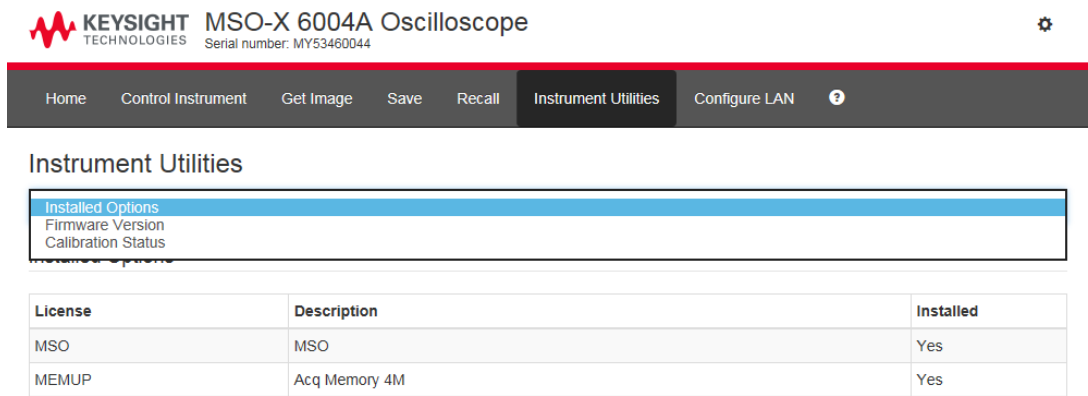 KEYSIGHT TECHNOLOGIES
MSO-X 6004A Oscilloscope
Serial number: MY53460044
Home Control Instrument Get Image Save Recall Instrument Utilities Configure LAN ?
Instrument Utilities
Installed Options
Firmware Version
Calibration Status
Installed Options
License Description Installed
MSO MSO Yes
MEMUP Acq Memory 4M Yes